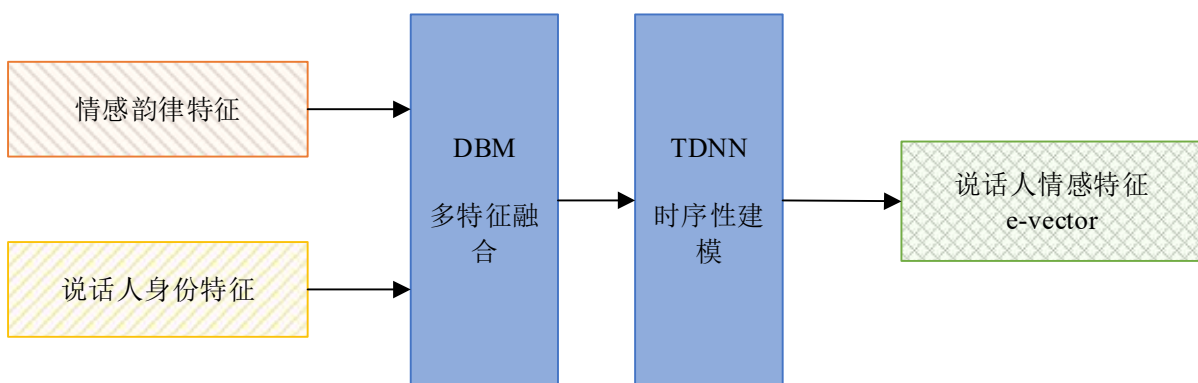 情感韵律特征
说话人身份特征
DBM
多特征融
合
TDNN
时序性建
模
说话人情感特征
e-vector